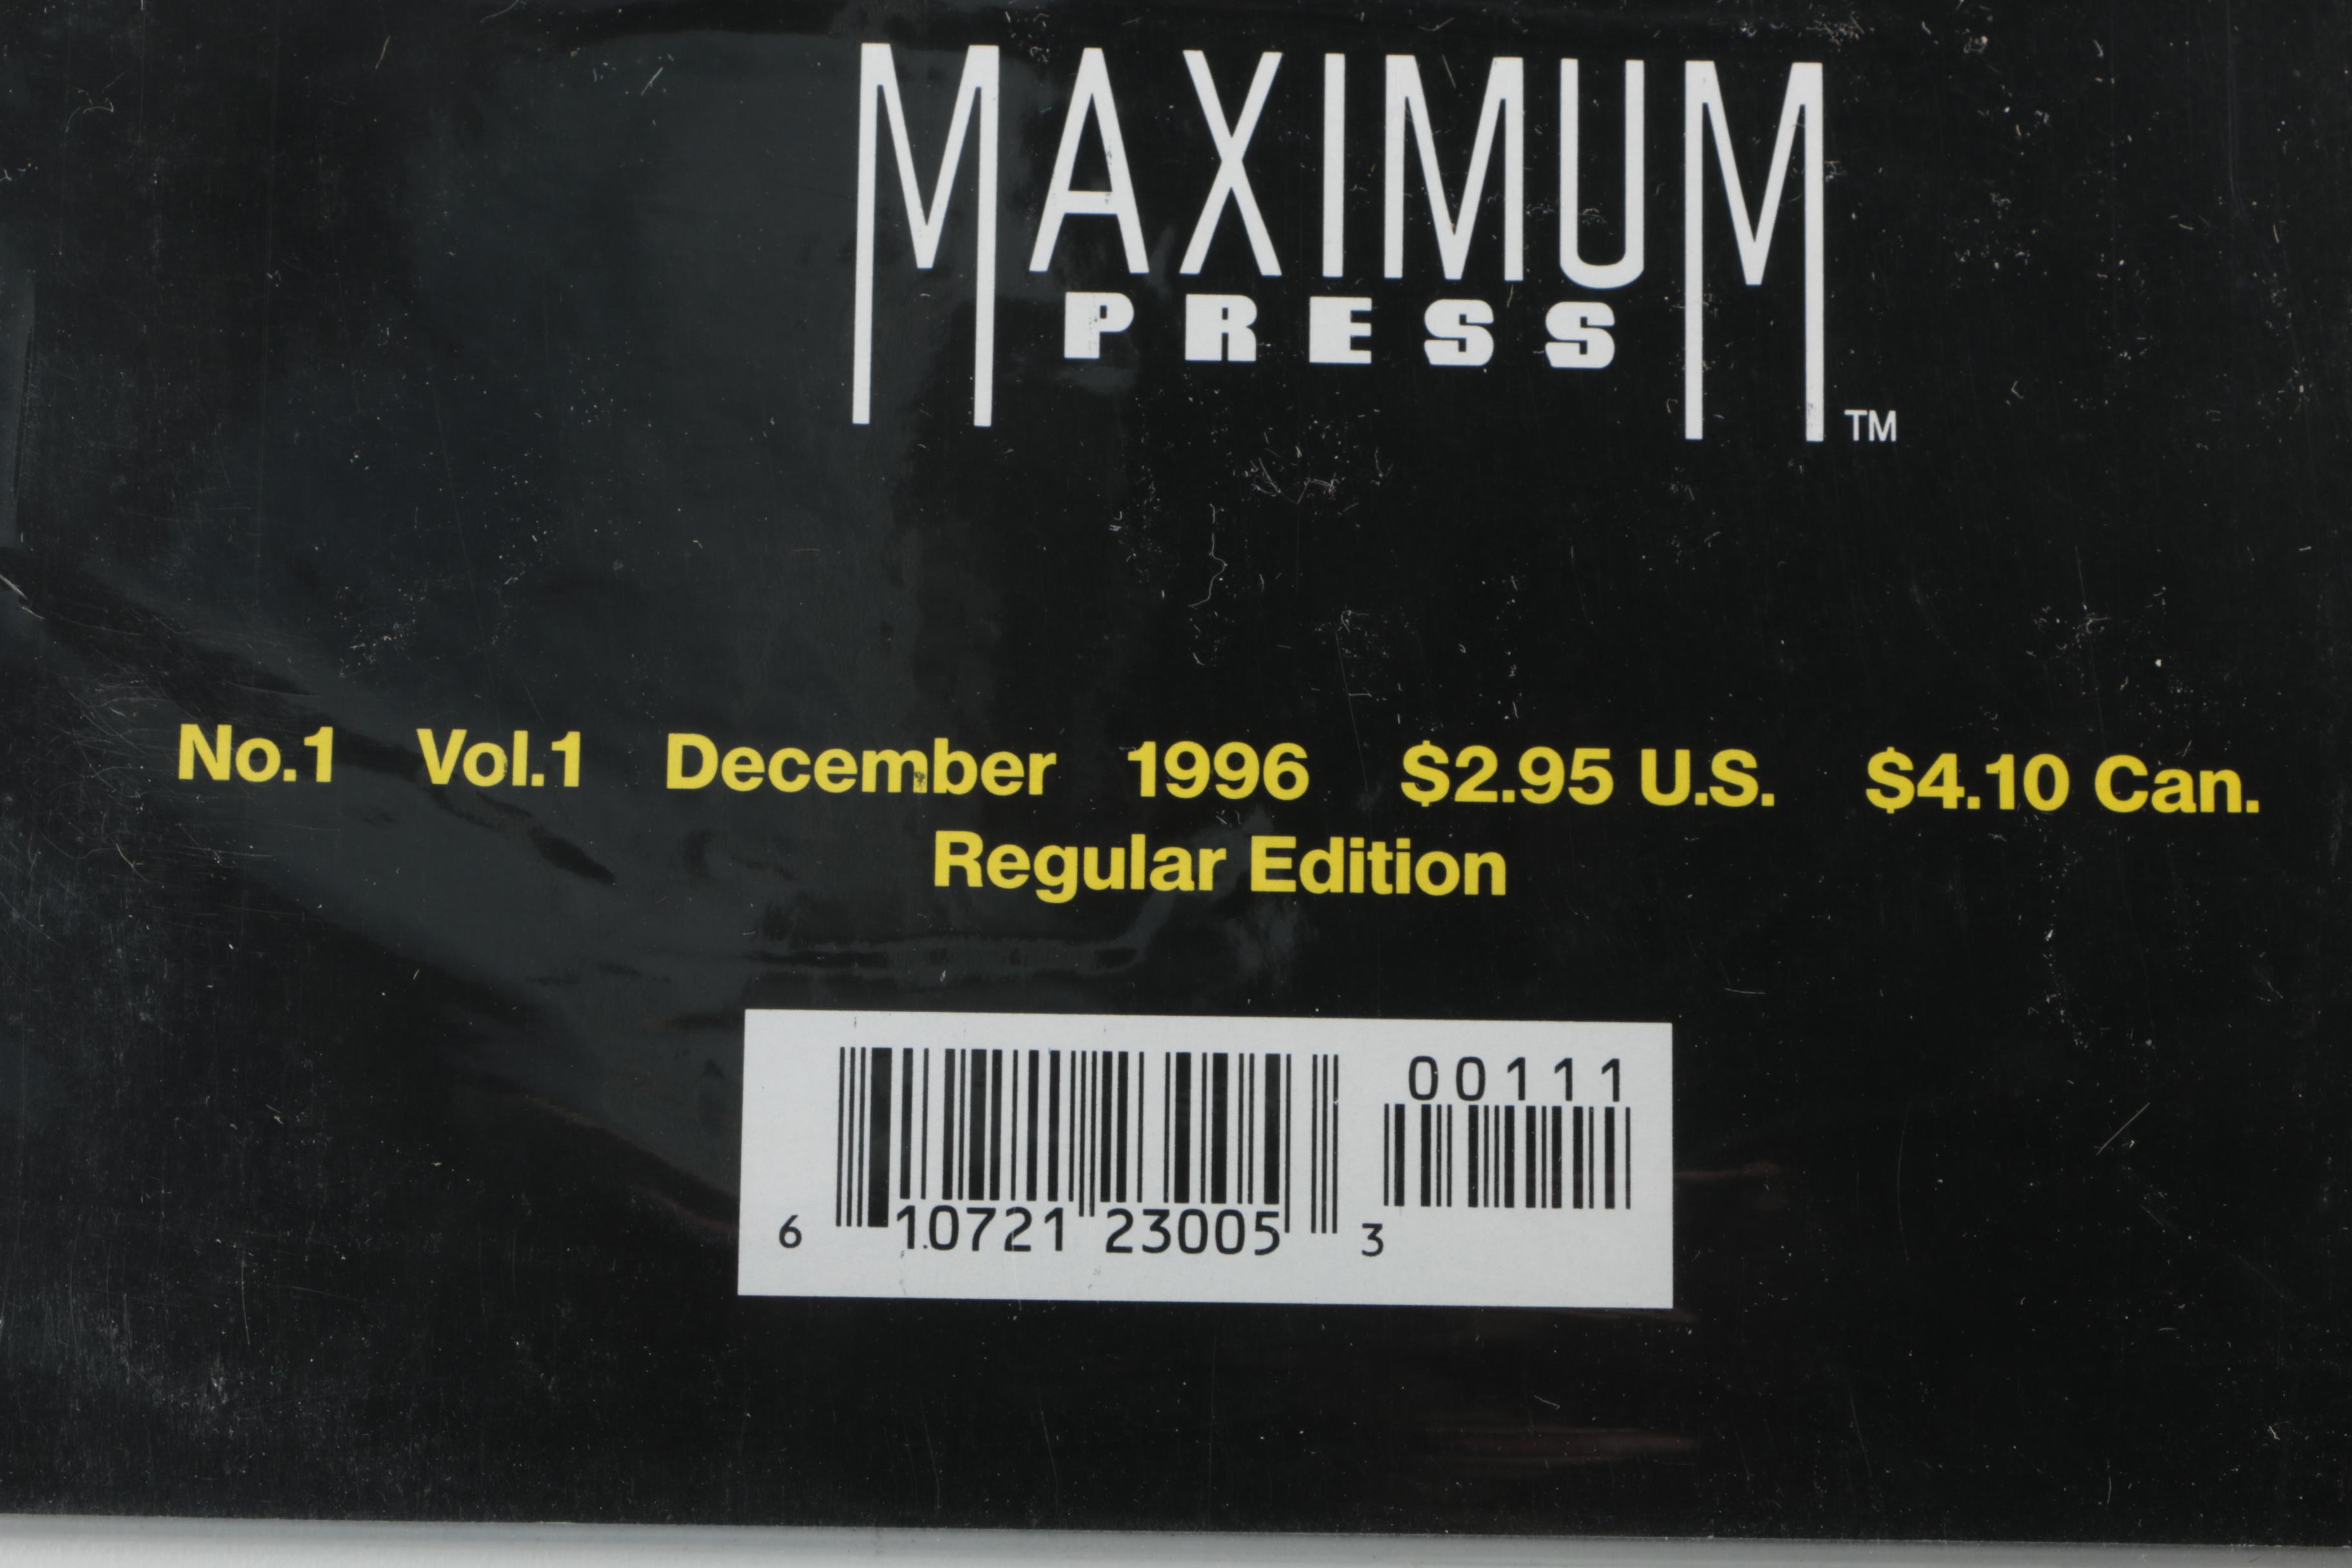 MAXIMUM
PRESS
TM
No.1 Vol.1 December 1996 $2.95 U.S. $4.10 Can.
Regular Edition
00111
6 10721 23005 3